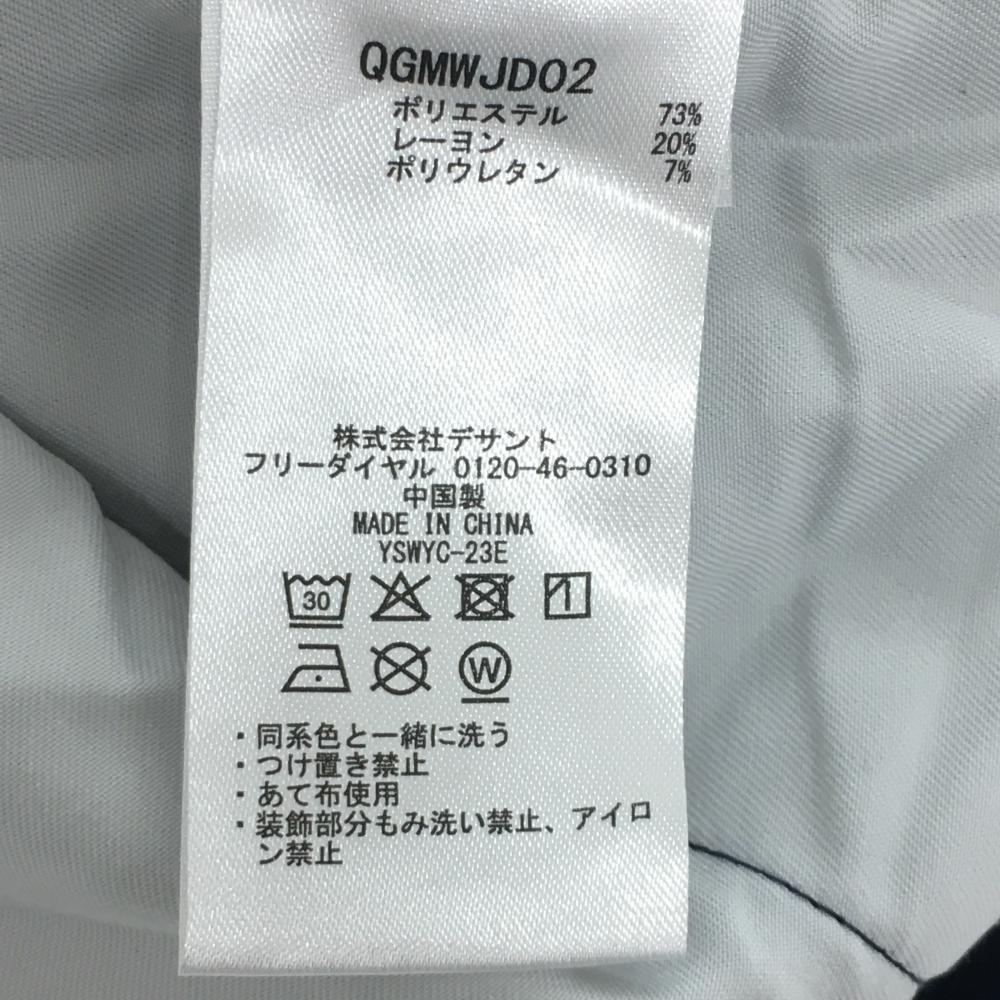 QGMWJD02
ポリエステル 73%
レーヨン 20%
ポリウレタン 7%
株式会社デサント
フリーダイヤル 0120-46-0310
中国製
MADE IN CHINA
YSWYC-23E
30
W
・同系色と一緒に洗う
・つけ置き禁止
・あて布使用
・装飾部分もみ洗い禁止、アイロ
ン禁止